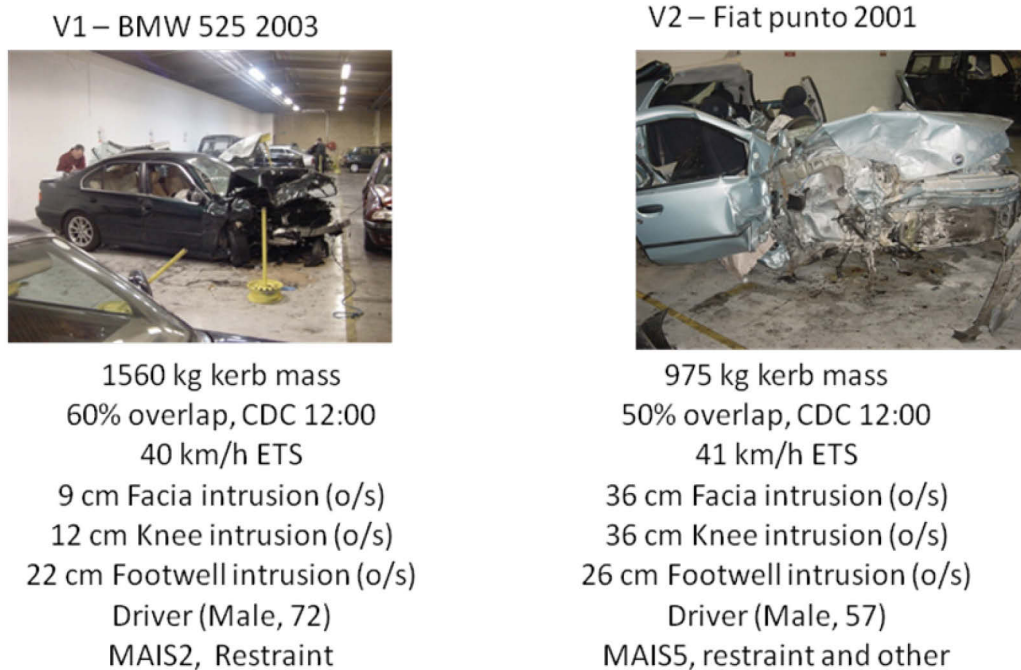 V1 – BMW 525 2003
1560 kg kerb mass
60% overlap, CDC 12:00
40 km/h ETS
9 cm Facia intrusion (o/s)
12 cm Knee intrusion (o/s)
22 cm Footwell intrusion (o/s)
Driver (Male, 72)
MAIS2, Restraint
V2 – Fiat punto 2001
975 kg kerb mass
50% overlap, CDC 12:00
41 km/h ETS
36 cm Facia intrusion (o/s)
36 cm Knee intrusion (o/s)
26 cm Footwell intrusion (o/s)
Driver (Male, 57)
MAIS5, restraint and other